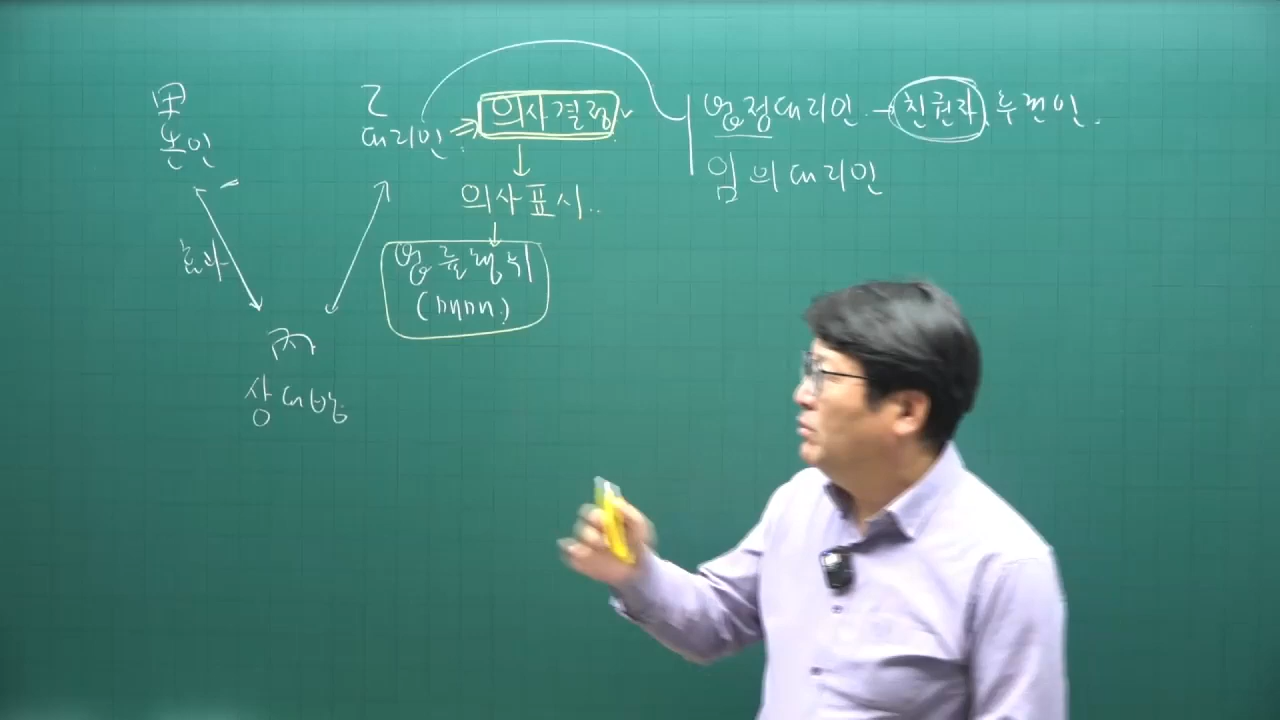 甲
본인
乙
대리인.
의사결정
의사표시..
법률행위
(매매.)
효과
丙
상대방
법정대리인 - 친권자, 후견인.
임의대리인